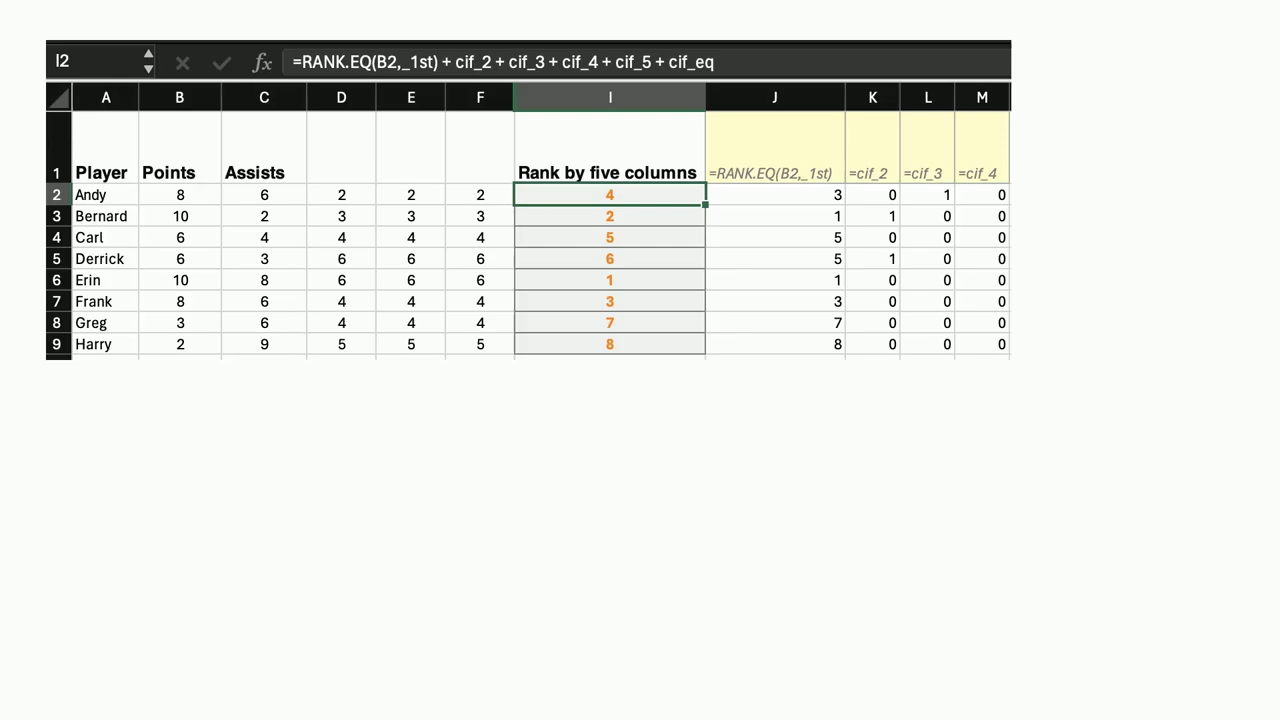 I2 fx =RANK.EQ(B2,_1st) + cif_2 + cif_3 + cif_4 + cif_5 + cif_eq
A B C D E F I J K L M
1 Player Points Assists Rank by five columns =RANK.EQ(B2,_1st) =cif_2 =cif_3 =cif_4
2 Andy 8 6 2 2 2 4 3 0 1 0
3 Bernard 10 2 3 3 3 2 1 1 0 0
4 Carl 6 4 4 4 4 5 5 0 0 0
5 Derrick 6 3 6 6 6 6 5 1 0 0
6 Erin 10 8 6 6 6 1 1 0 0 0
7 Frank 8 6 4 4 4 3 3 0 0 0
8 Greg 3 6 4 4 4 7 7 0 0 0
9 Harry 2 9 5 5 5 8 8 0 0 0